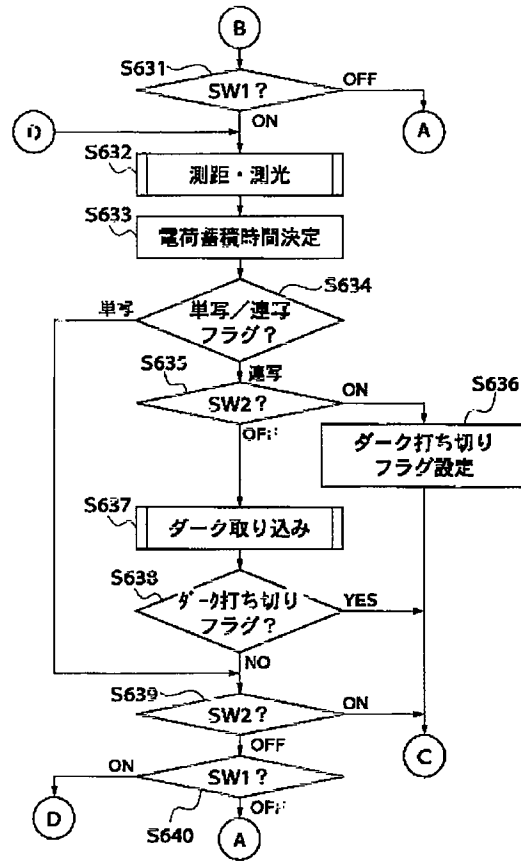 B
S631
SW1?
OFF
A
ON
D
S632
測距・測光
S633
電荷蓄積時間決定
S634
単写
単写／連写
フラグ?
連写
S635
SW2?
ON
S636
OFF
ダーク打ち切り
フラグ設定
S637
ダーク取り込み
S638
ダーク打ち切り
フラグ?
YES
NO
S639
SW2?
ON
OFF
C
ON
SW1?
D
S640
OFF
A